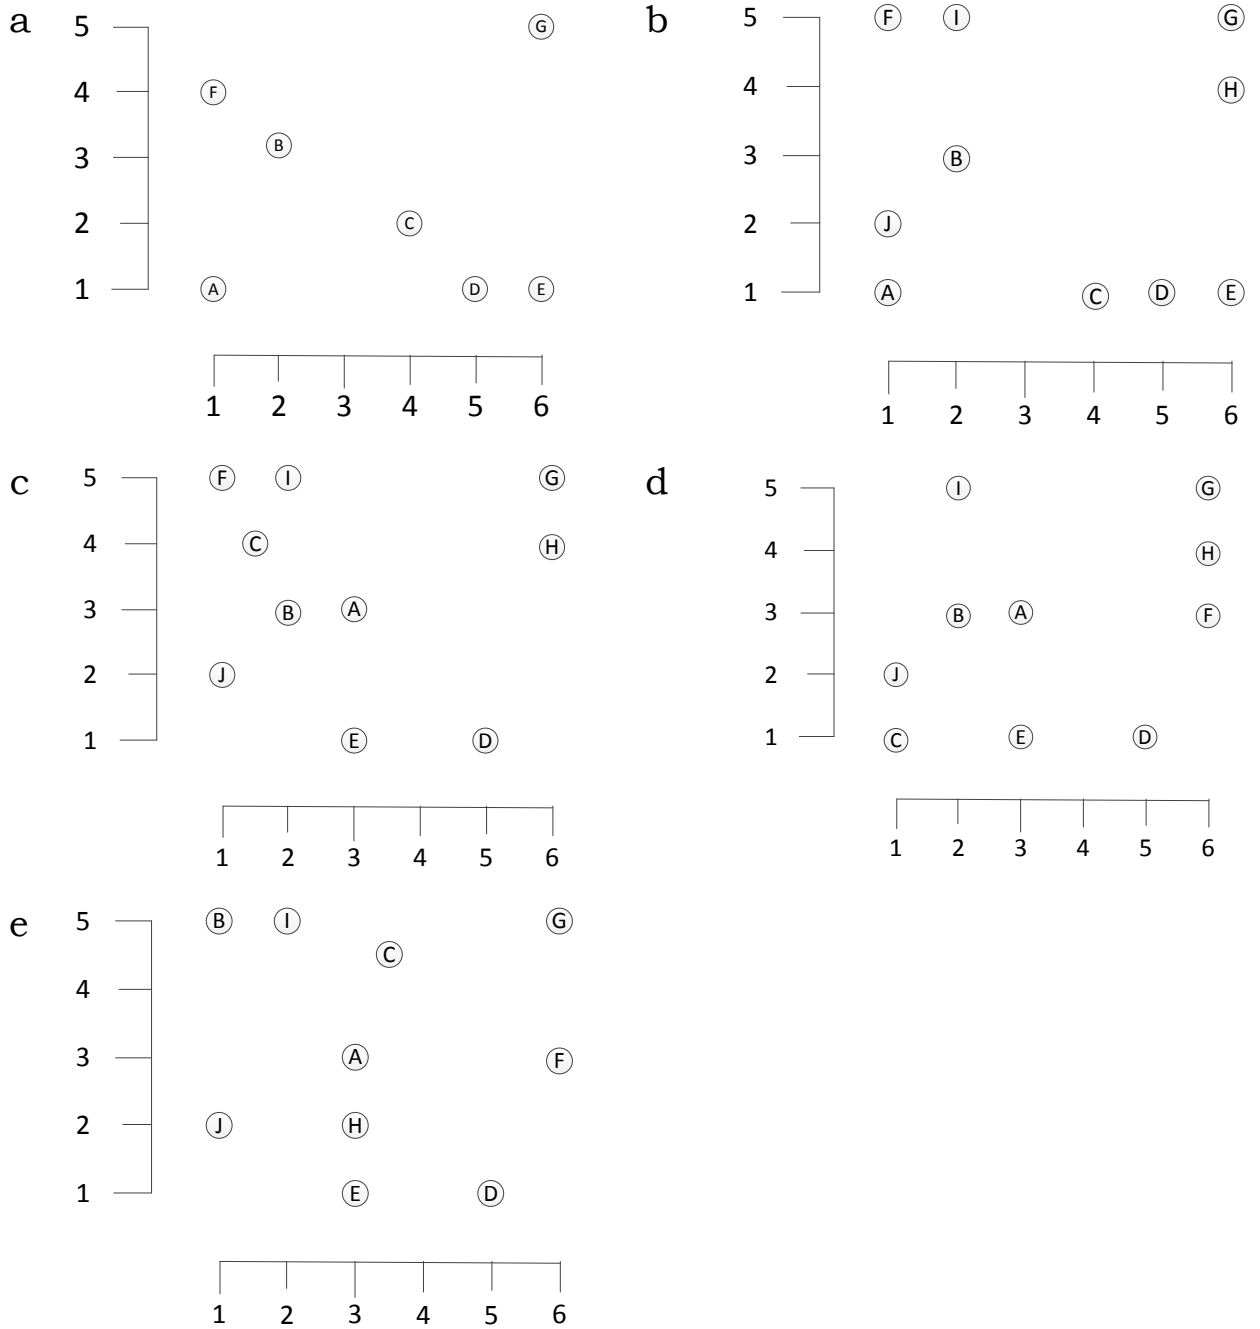 a
5 G
4 F
3 B
2 C
1 A D E
1 2 3 4 5 6
b
5 F I G
4 H
3 B
2 J
1 A C D E
1 2 3 4 5 6
c
5 F I G
4 C H
3 B A
2 J
1 E D
1 2 3 4 5 6
d
5 I G
4 H
3 B A F
2 J
1 C E D
1 2 3 4 5 6
e
5 B I G
C
4
3 A F
2 J H
1 E D
1 2 3 4 5 6